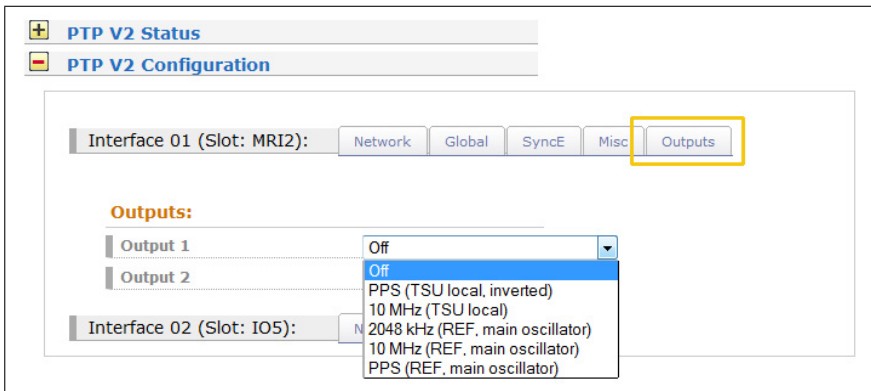 PTP V2 Status
PTP V2 Configuration
Interface 01 (Slot: MRI2):
Network
Global
SyncE
Misc
Outputs
Outputs:
Output 1
Off
Output 2
Off
PPS (TSU local, inverted)
10 MHz (TSU local)
2048 kHz (REF, main oscillator)
10 MHz (REF, main oscillator)
PPS (REF, main oscillator)
Interface 02 (Slot: IO5):